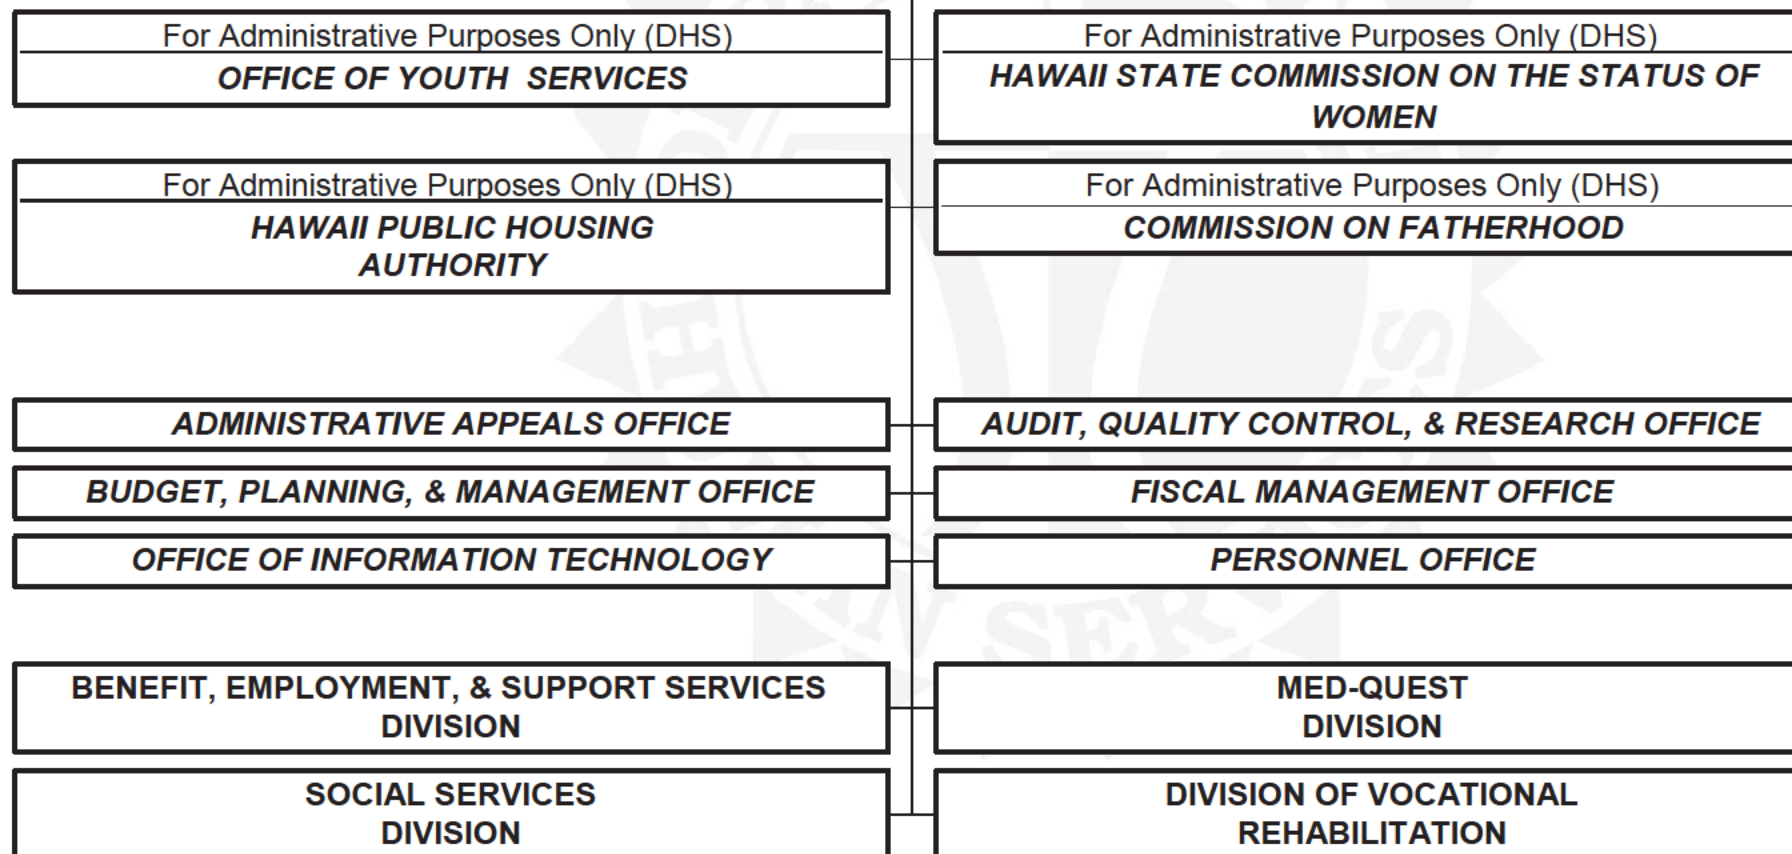 For Administrative Purposes Only (DHS)
OFFICE OF YOUTH SERVICES
For Administrative Purposes Only (DHS)
HAWAII STATE COMMISSION ON THE STATUS OF
WOMEN
For Administrative Purposes Only (DHS)
HAWAII PUBLIC HOUSING
AUTHORITY
For Administrative Purposes Only (DHS)
COMMISSION ON FATHERHOOD
ADMINISTRATIVE APPEALS OFFICE
AUDIT, QUALITY CONTROL, & RESEARCH OFFICE
BUDGET, PLANNING, & MANAGEMENT OFFICE
FISCAL MANAGEMENT OFFICE
OFFICE OF INFORMATION TECHNOLOGY
PERSONNEL OFFICE
BENEFIT, EMPLOYMENT, & SUPPORT SERVICES
DIVISION
MED-QUEST
DIVISION
SOCIAL SERVICES
DIVISION
DIVISION OF VOCATIONAL
REHABILITATION